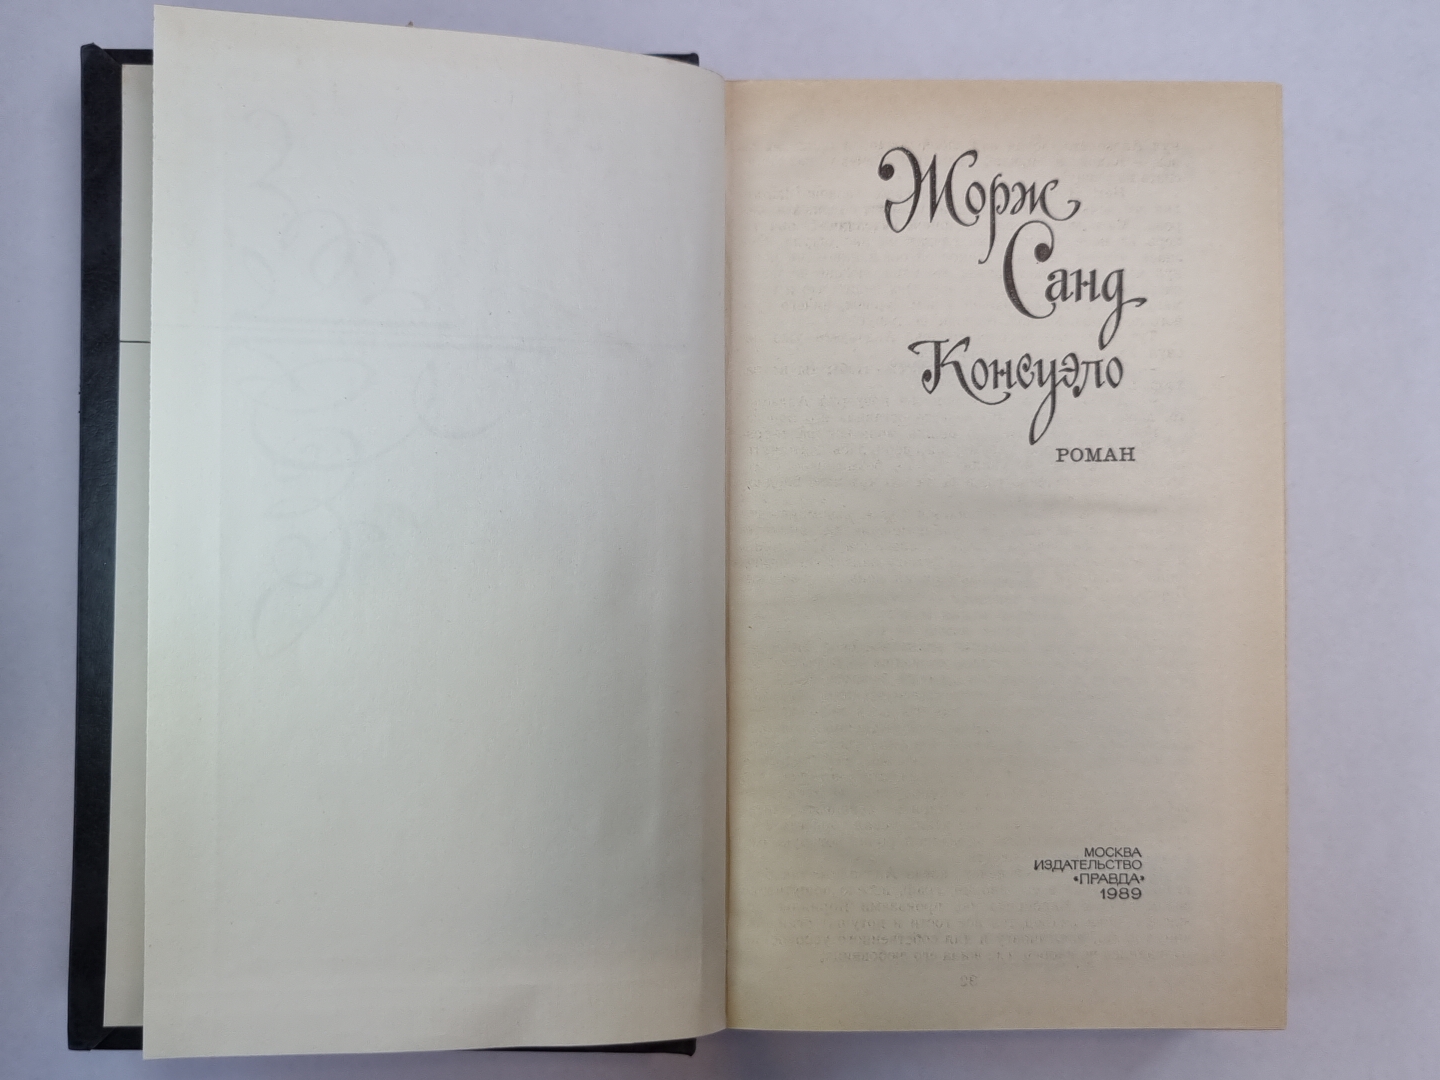 Жорж
Санд
Консуэло
РОМАН
МОСКВА
ИЗДАТЕЛЬСТВО
«ПРАВДА»
1989